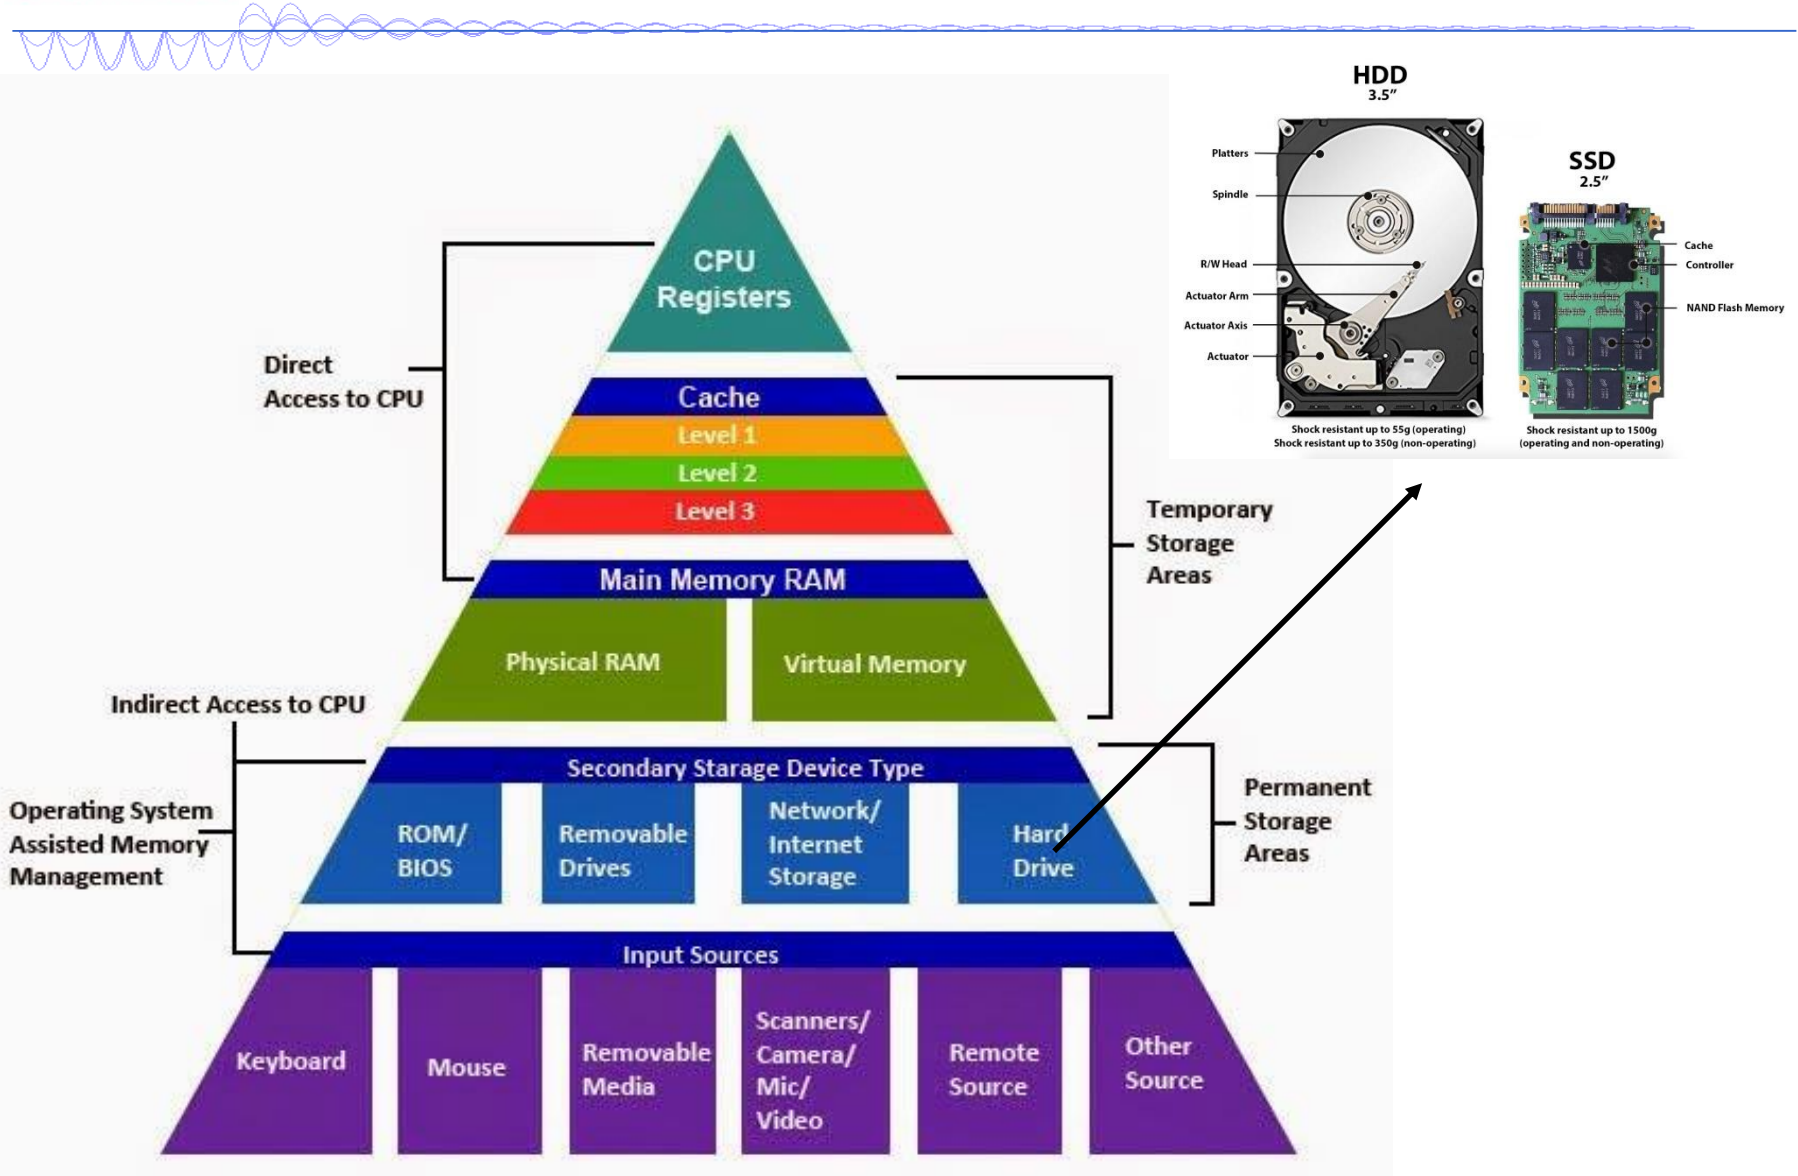 HDD
3.5"
Platters
Spindle
R/W Head
Actuator Arm
Actuator Axis
Actuator
Shock resistant up to 55g (operating)
Shock resistant up to 350g (non-operating)
SSD
2.5"
Cache
Controller
NAND Flash Memory
Shock resistant up to 1500g
(operating and non-operating)
CPU
Registers
Direct
Access to CPU
Cache
Level 1
Level 2
Level 3
Temporary
Storage
Areas
Main Memory RAM
Physical RAM
Virtual Memory
Indirect Access to CPU
Operating System
Assisted Memory
Management
Secondary Starage Device Type
ROM/
BIOS
Removable
Drives
Network/
Internet
Storage
Hard
Drive
Permanent
Storage
Areas
Input Sources
Keyboard
Mouse
Removable
Media
Scanners/
Camera/
Mic/
Video
Remote
Source
Other
Source